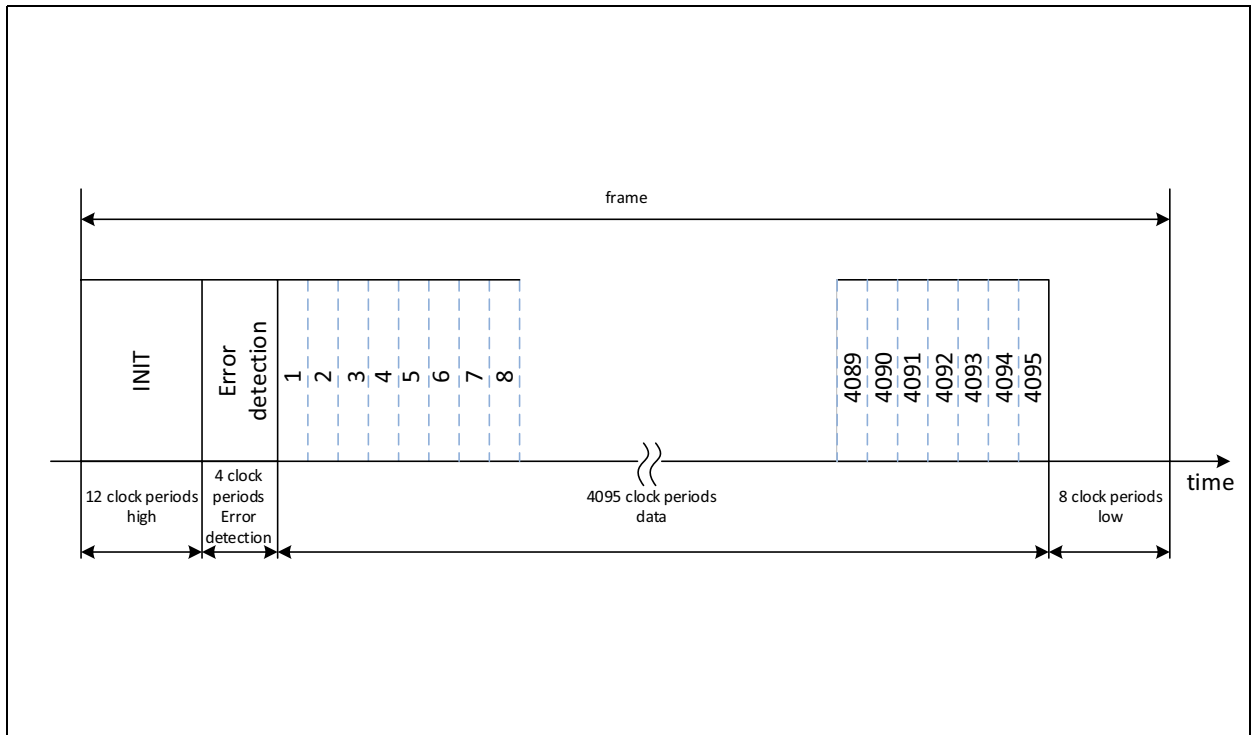 frame
INIT
Error
detection
1
2
3
4
5
6
7
8
4089
4090
4091
4092
4093
4094
4095
time
12 clock periods
high
4 clock
periods
Error
detection
4095 clock periods
data
8 clock periods
low